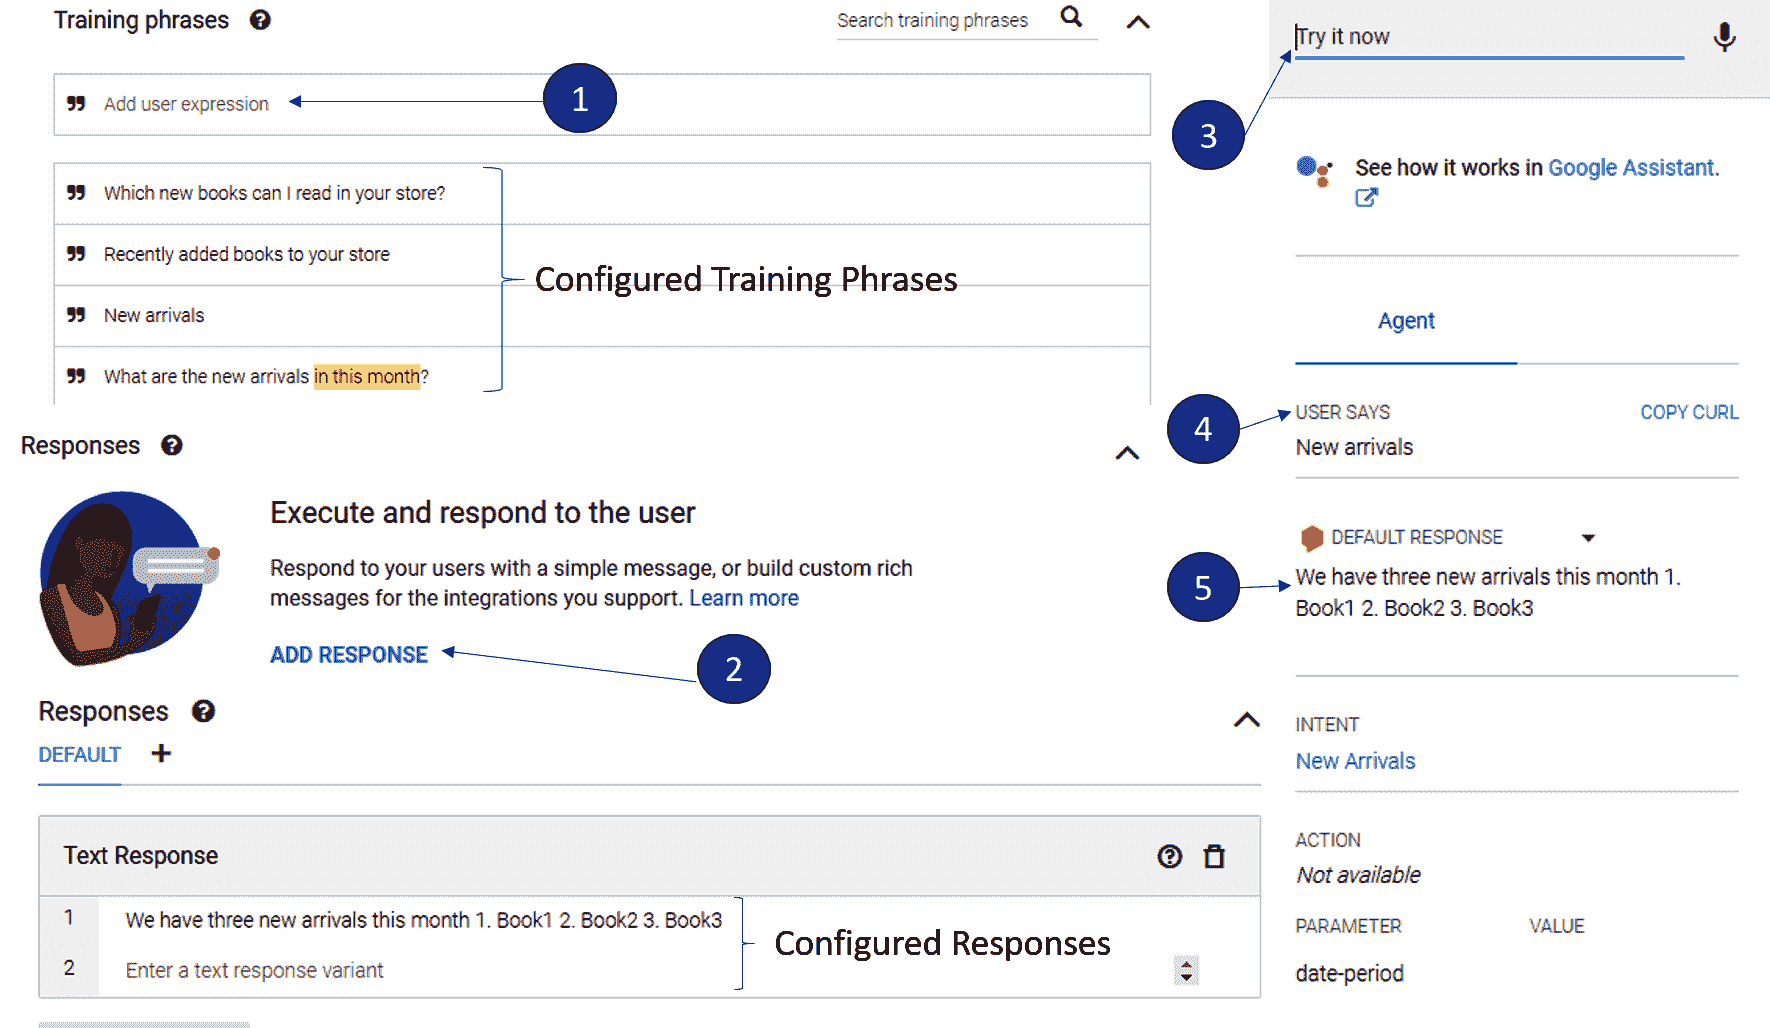 Training phrases ?
Search training phrases
Add user expression
1
Which new books can I read in your store?
Recently added books to your store
New arrivals
What are the new arrivals in this month?
Configured Training Phrases
Responses ?
Execute and respond to the user
Respond to your users with a simple message, or build custom rich
messages for the integrations you support. Learn more
ADD RESPONSE
2
Responses ?
DEFAULT +
Text Response ?
1 We have three new arrivals this month 1. Book1 2. Book2 3. Book3
2 Enter a text response variant
Configured Responses
Try it now
3
See how it works in Google Assistant.
Agent
4
USER SAYS COPY CURL
New arrivals
DEFAULT RESPONSE
5
We have three new arrivals this month 1.
Book1 2. Book2 3. Book3
INTENT
New Arrivals
ACTION
Not available
PARAMETER VALUE
date-period